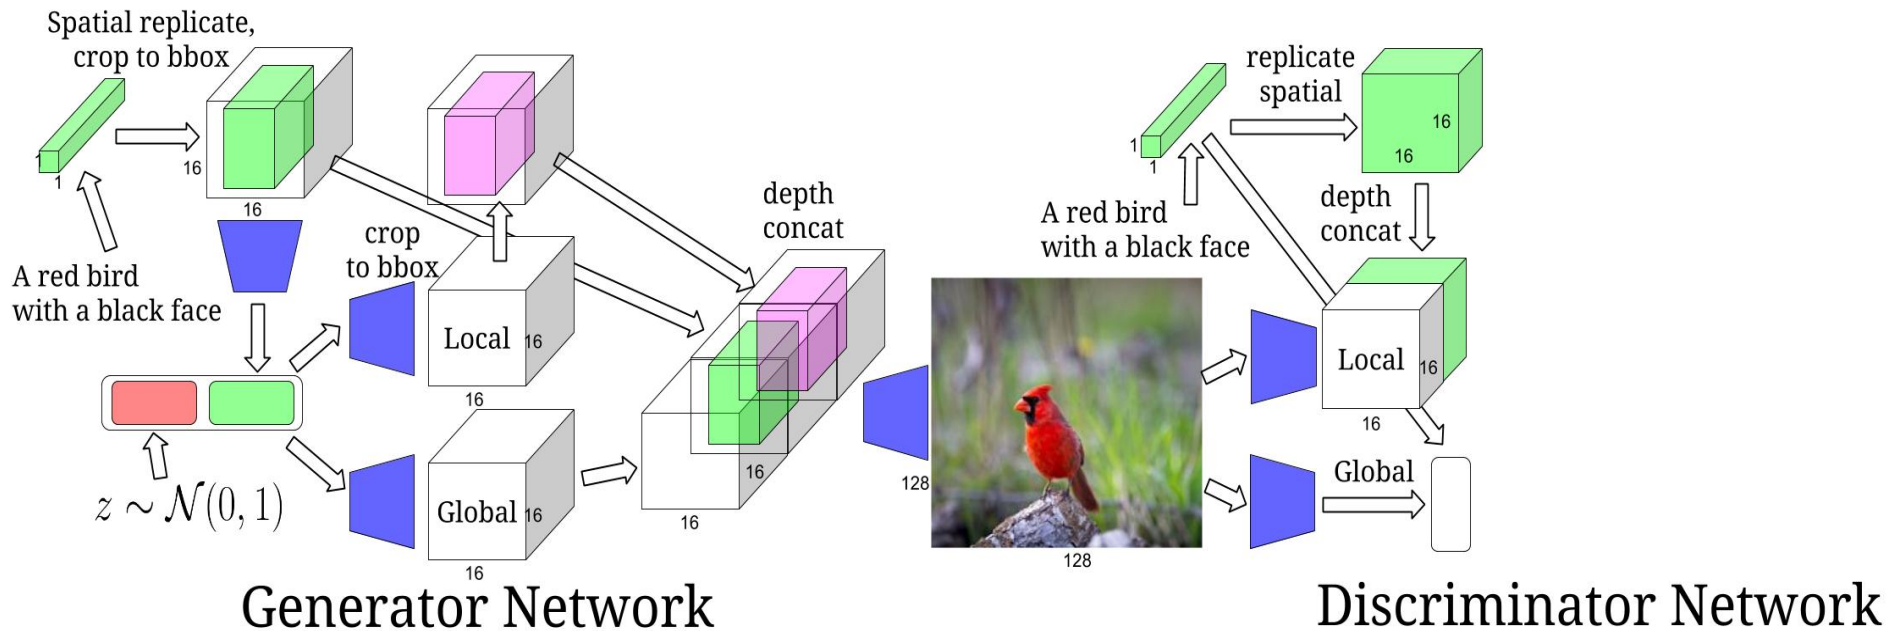 Spatial replicate,
crop to bbox
1
1
16
16
A red bird
with a black face
z ~ N(0, 1)
crop
to bbox
Local
16
16
Global
16
16
depth
concat
16
16
128
128
Generator Network
replicate
spatial
1
1
16
16
A red bird
with a black face
depth
concat
Local
16
16
Global
Discriminator Network